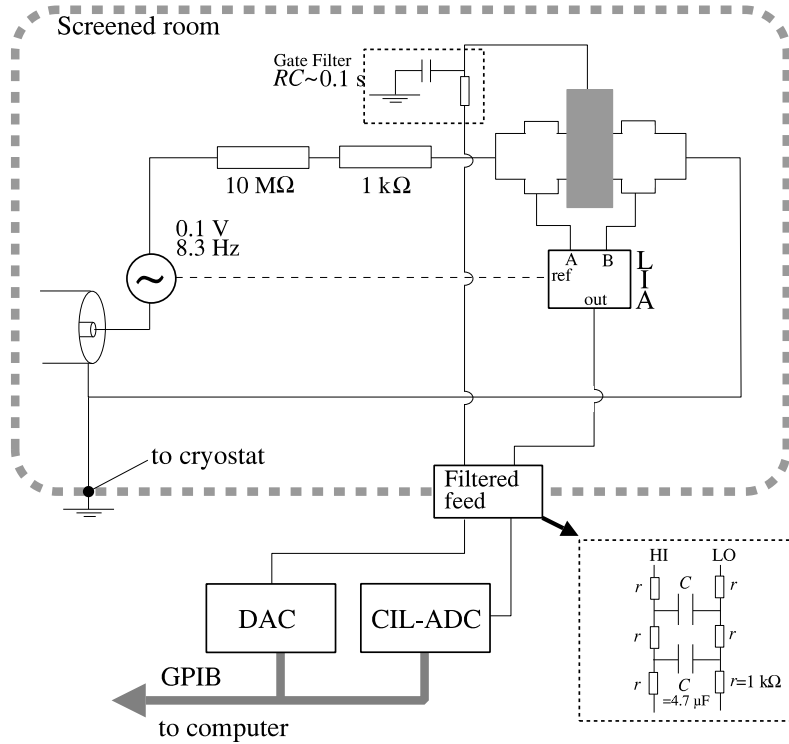 Screened room
Gate Filter
RC~0.1 s
10 MΩ
1 kΩ
0.1 V
8.3 Hz
~
A B
ref
out
L
I
A
to cryostat
Filtered
feed
HI LO
r C r
r r
r C r=1 kΩ
=4.7 µF
DAC
CIL-ADC
GPIB
to computer